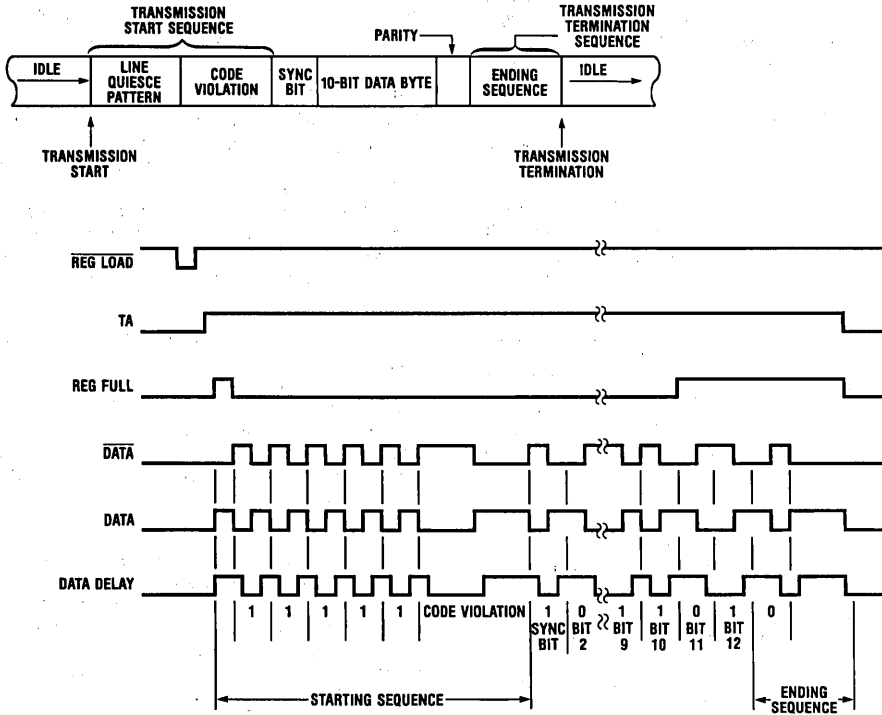 TRANSMISSION
START SEQUENCE
PARITY
TRANSMISSION
TERMINATION
SEQUENCE
IDLE
LINE
QUIESCE
PATTERN
CODE
VIOLATION
SYNC
BIT
10-BIT DATA BYTE
ENDING
SEQUENCE
IDLE
TRANSMISSION
START
TRANSMISSION
TERMINATION
REG LOAD
TA
REG FULL
DATA
DATA
DATA DELAY
1 1 1 1 1 CODE VIOLATION 1 0 1 1 0 1 0
SYNC BIT BIT BIT BIT BIT
BIT 2 9 10 11 12
STARTING SEQUENCE
ENDING
SEQUENCE